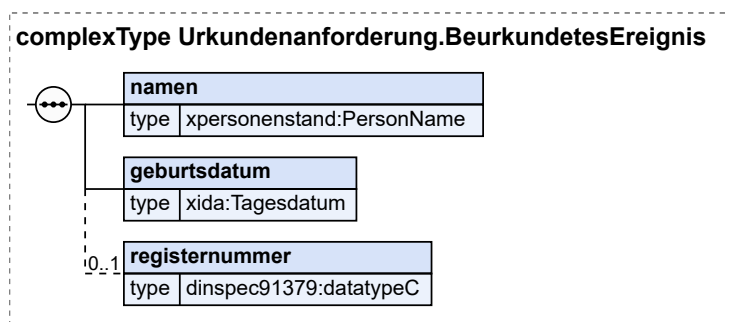 complexType Urkundenanforderung.BeurkundetesEreignis
namen
type xpersonenstand:PersonName
geburtsdatum
type xida:Tagesdatum
0..1
registernummer
type dinspec91379:datatypeC